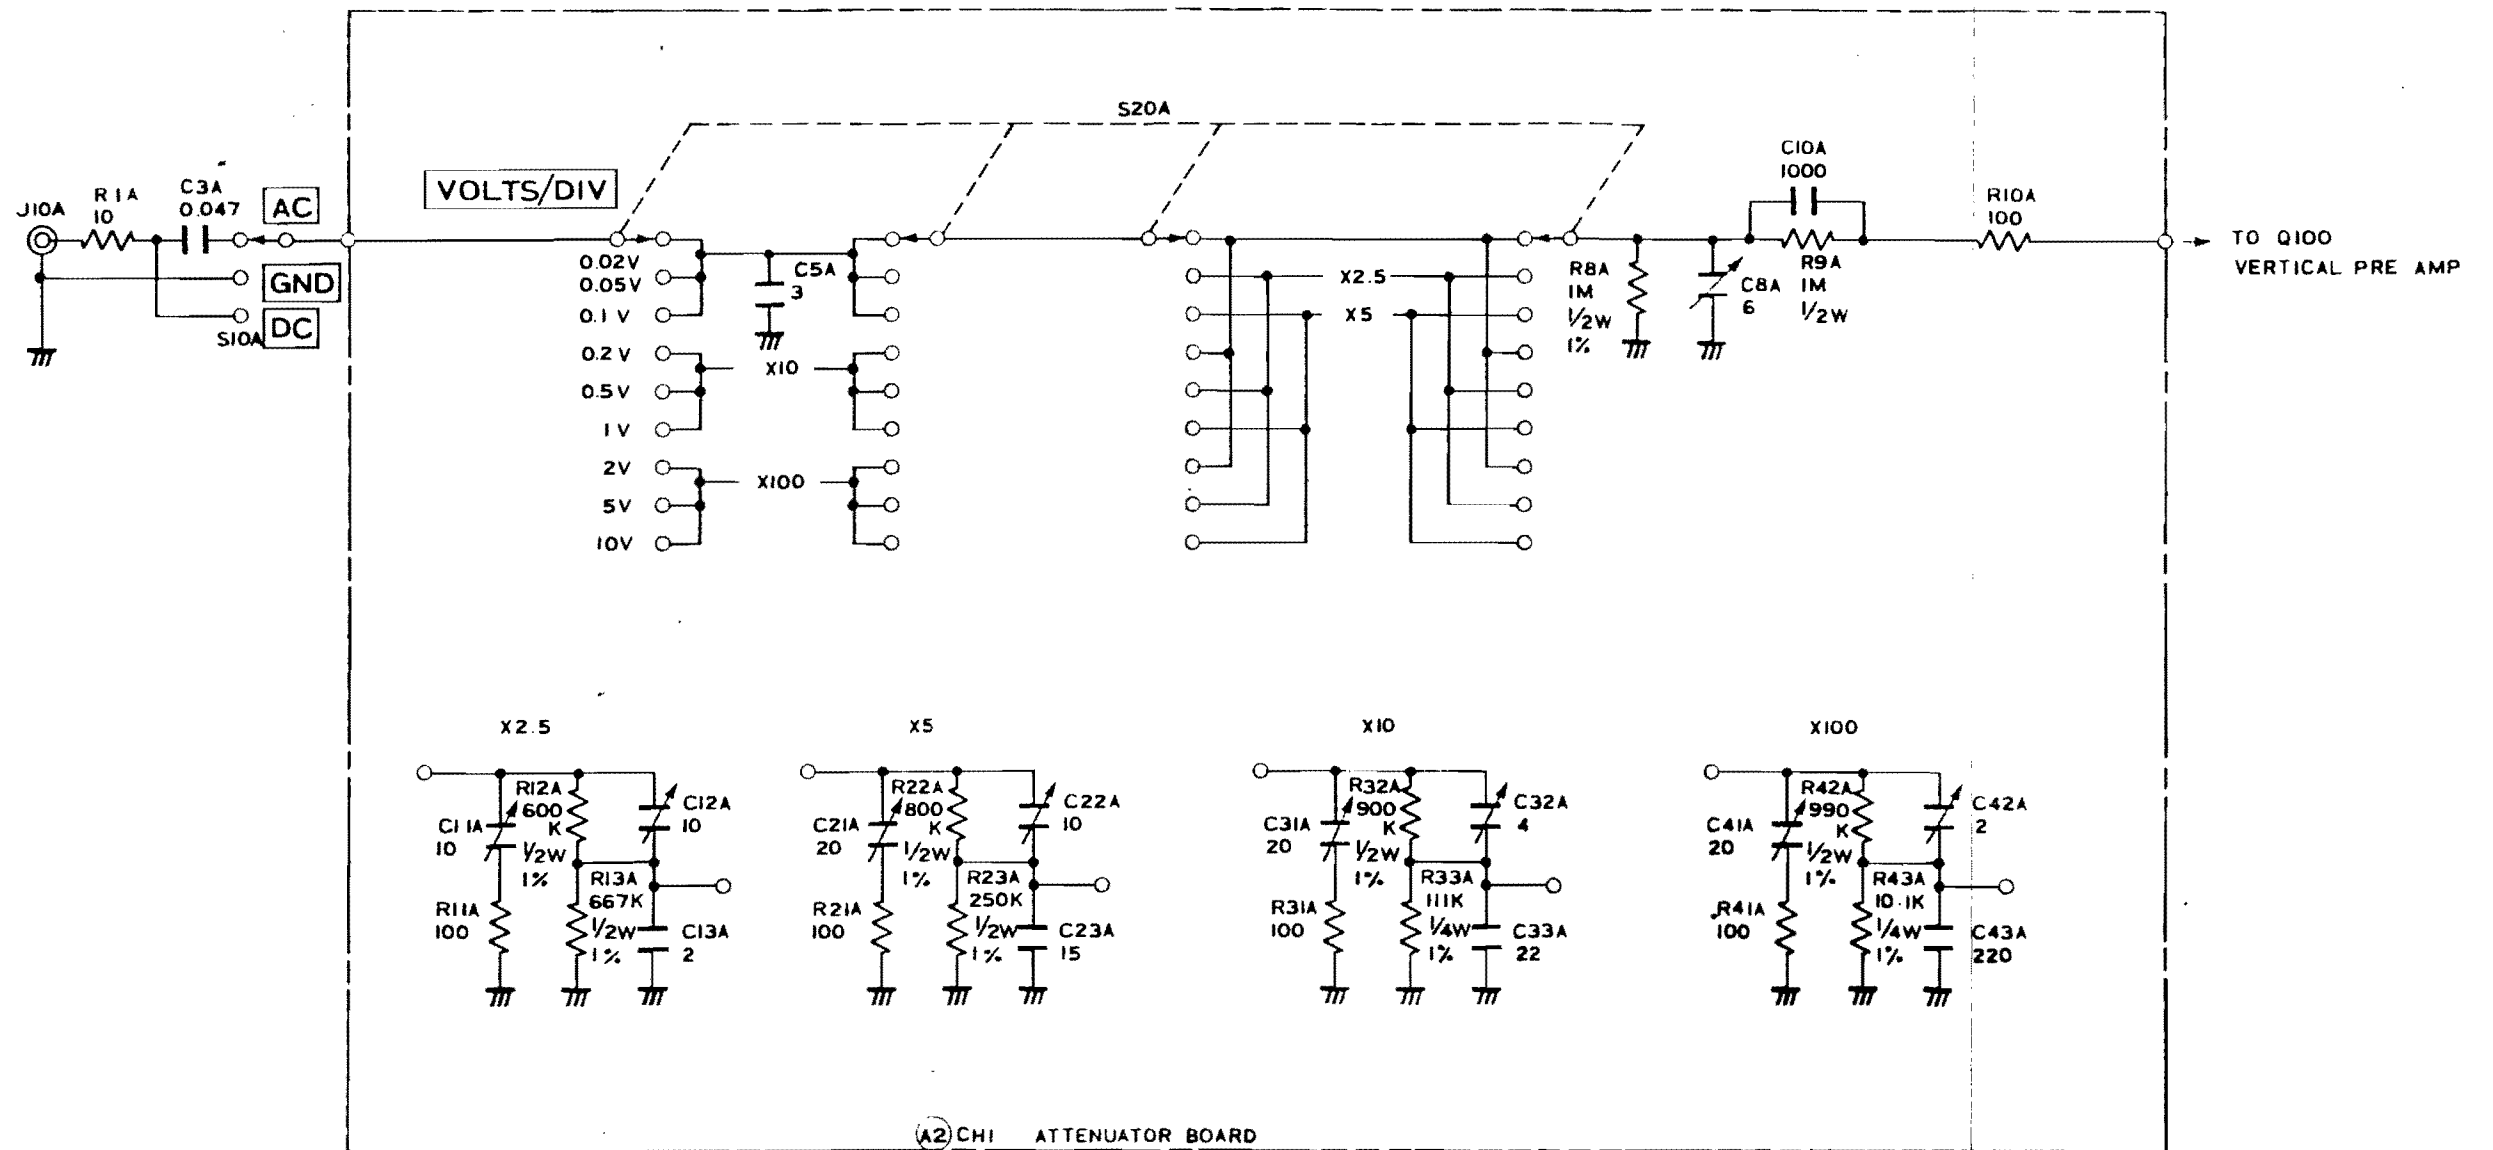 S20A
VOLTS/DIV
J10A
R1A
10
C3A
0.047
AC
GND
DC
S10A
0.02V
0.05V
0.1 V
0.2 V
0.5 V
1 V
2V
5V
10V
C5A
3
X10
X100
X2.5
X5
R8A
1M
1/2W
1%
C8A
6
C10A
1000
R9A
1M
1/2W
R10A
100
TO Q100
VERTICAL PRE AMP
X2.5
C11A
10
R11A
100
R12A
600
K
1/2W
1%
R13A
667K
1/2W
1%
C12A
10
C13A
2
X5
C21A
20
R21A
100
R22A
800
K
1/2W
1%
R23A
250K
1/2W
1%
C22A
10
C23A
15
X10
C31A
20
R31A
100
R32A
900
K
1/2W
1%
R33A
111K
1/4W
1%
C32A
4
C33A
22
X100
C41A
20
R41A
100
R42A
990
K
1/2W
1%
R43A
10.1K
1/4W
1%
C42A
2
C43A
220
A2 CH1 ATTENUATOR BOARD